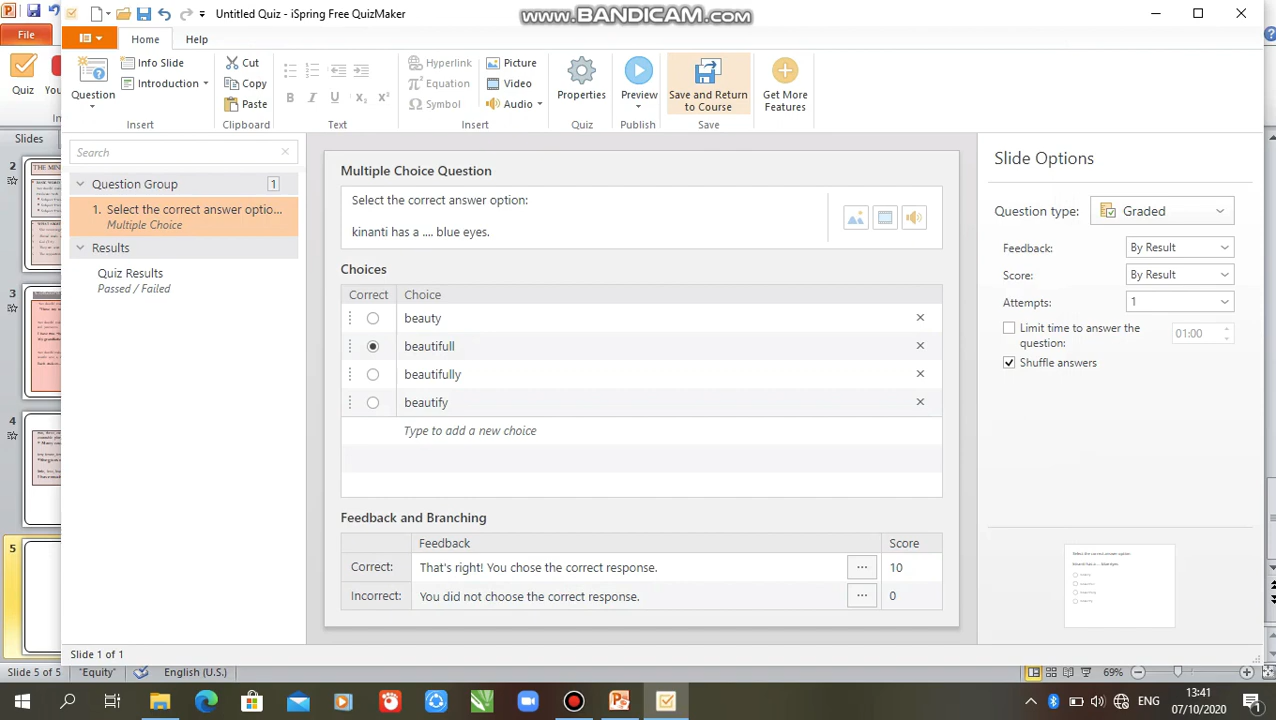 Untitled Quiz - iSpring Free QuizMaker
www.BANDICAM.com
File
Home
Help
Quiz
Question
Info Slide
Introduction
Insert
Cut
Copy
Paste
Clipboard
Text
B I U X₂ X²
Hyperlink
Equation
Symbol
Picture
Video
Audio
Insert
Properties
Quiz
Preview
Publish
Save and Return to Course
Save
Get More Features
Slides
2
3
4
5
Search
Question Group 1
1. Select the correct answer optio...
Multiple Choice
Results
Quiz Results
Passed / Failed
Multiple Choice Question
Select the correct answer option:
kinanti has a .... blue eyes.
Choices
Correct Choice
beauty
beautifull
beautifully
beautify
Type to add a new choice
Feedback and Branching
Feedback Score
Correct: That's right! You chose the correct response. ... 10
Incorrect: You did not choose the correct response. ... 0
Slide Options
Question type: Graded
Feedback: By Result
Score: By Result
Attempts: 1
Limit time to answer the question: 01:00
Shuffle answers
Slide 1 of 1
Slide 5 of 5 "Equity" English (U.S.) 69%
ENG
13:41
07/10/2020
1